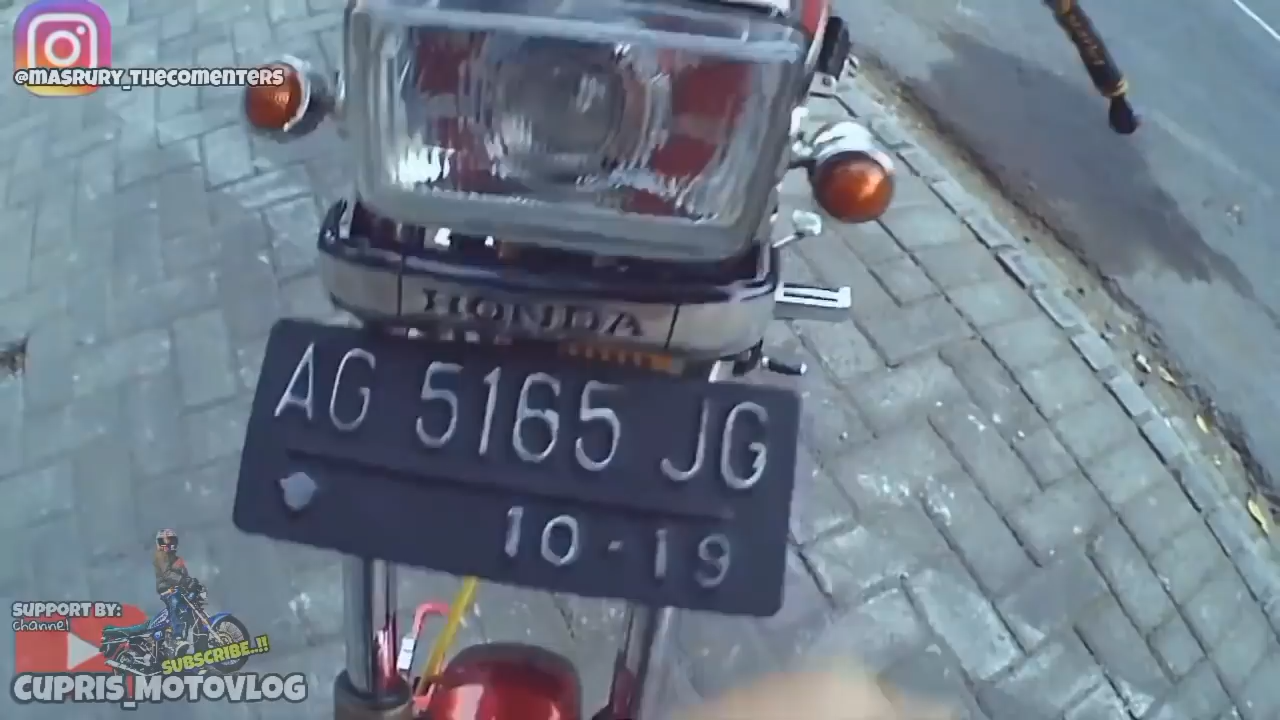 @MASRURY_THECOMENTERS
HONDA
AG 5165 JG
10-19
SUPPORT BY:
Channel
SUBSCRIBE..!!
CUPRIS_MOTOVLOG